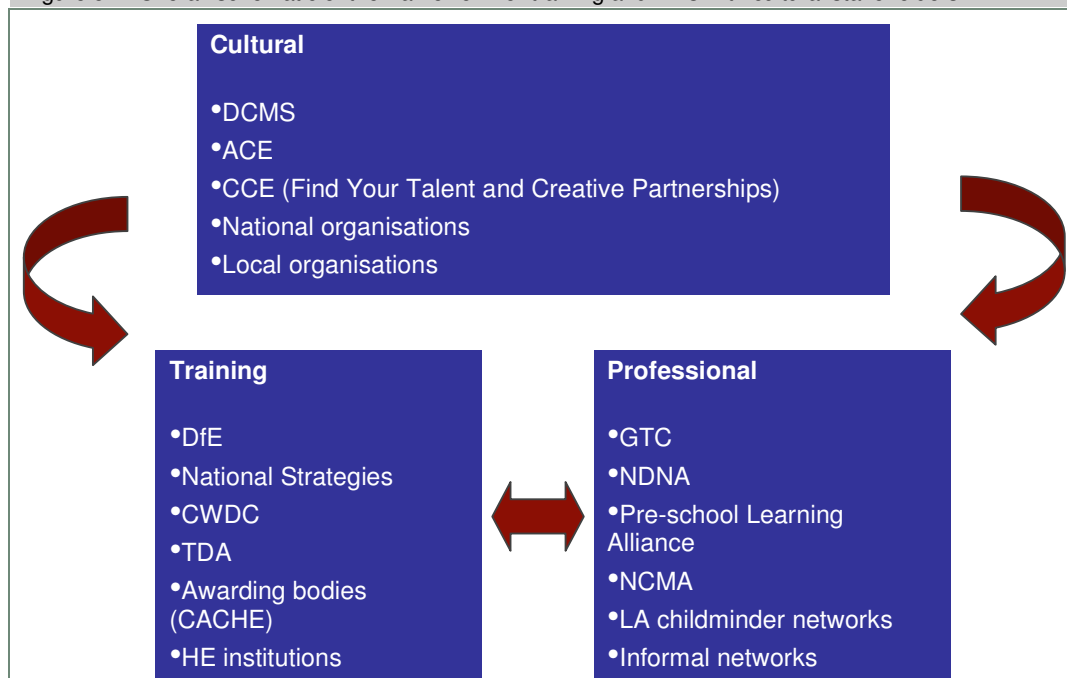 Cultural
•DCMS
•ACE
•CCE (Find Your Talent and Creative Partnerships)
•National organisations
•Local organisations
Training
•DfE
•National Strategies
•CWDC
•TDA
•Awarding bodies
(CACHE)
•HE institutions
Professional
•GTC
•NDNA
•Pre-school Learning
Alliance
•NCMA
•LA childminder networks
•Informal networks